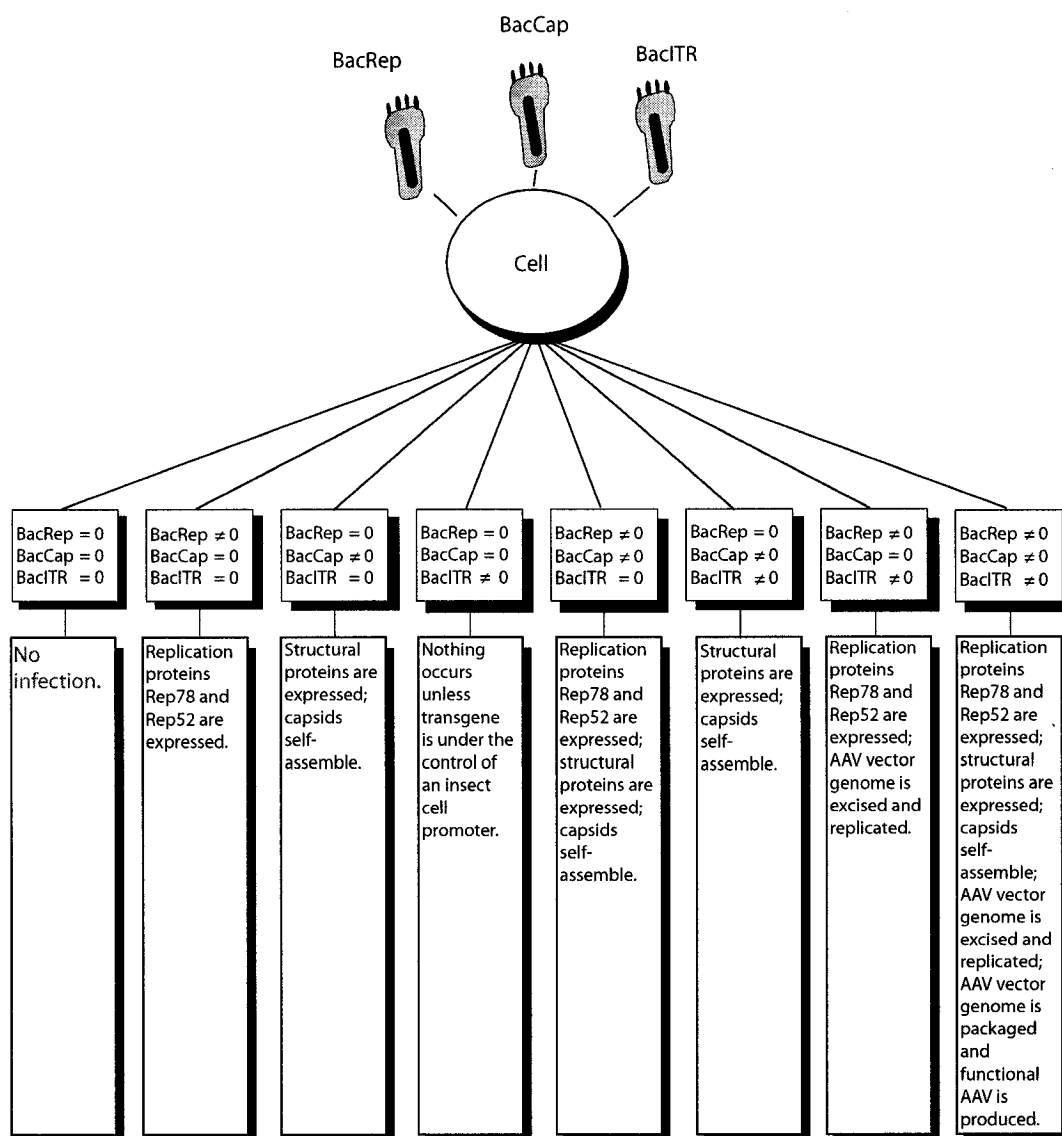 BacCap
BacRep
BacITR
Cell
BacRep = 0
BacCap = 0
BacITR = 0
BacRep ≠ 0
BacCap = 0
BacITR = 0
BacRep = 0
BacCap ≠ 0
BacITR = 0
BacRep = 0
BacCap = 0
BacITR ≠ 0
BacRep ≠ 0
BacCap ≠ 0
BacITR = 0
BacRep = 0
BacCap ≠ 0
BacITR ≠ 0
BacRep ≠ 0
BacCap = 0
BacITR ≠ 0
BacRep ≠ 0
BacCap ≠ 0
BacITR ≠ 0
No
infection.
Replication
proteins
Rep78 and
Rep52 are
expressed.
Structural
proteins are
expressed;
capsids
self-
assemble.
Nothing
occurs
unless
transgene
is under the
control of
an insect
cell
promoter.
Replication
proteins
Rep78 and
Rep52 are
expressed;
structural
proteins are
expressed;
capsids
self-
assemble.
Structural
proteins are
expressed;
capsids
self-
assemble.
Replication
proteins
Rep78 and
Rep52 are
expressed;
AAV vector
genome is
excised and
replicated.
Replication
proteins
Rep78 and
Rep52 are
expressed;
structural
proteins are
expressed;
capsids
self-
assemble;
AAV vector
genome is
excised and
replicated;
AAV vector
genome is
packaged
and
functional
AAV is
produced.